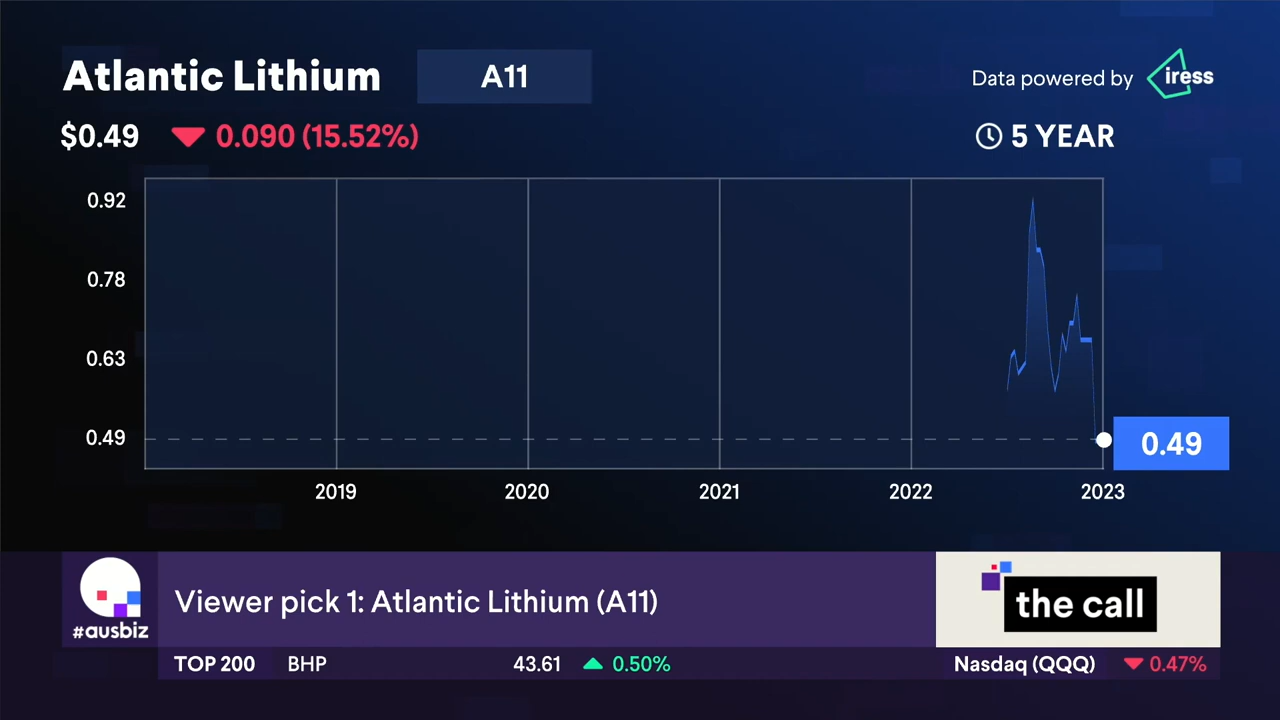 Atlantic Lithium A11 Data powered by iress
$0.49 0.090 (15.52%) 5 YEAR
0.92
0.78
0.63
0.49
0.49
2019 2020 2021 2022 2023
Viewer pick 1: Atlantic Lithium (A11)
#ausbiz
the call
TOP 200 BHP 43.61 0.50% Nasdaq (QQQ) 0.47%